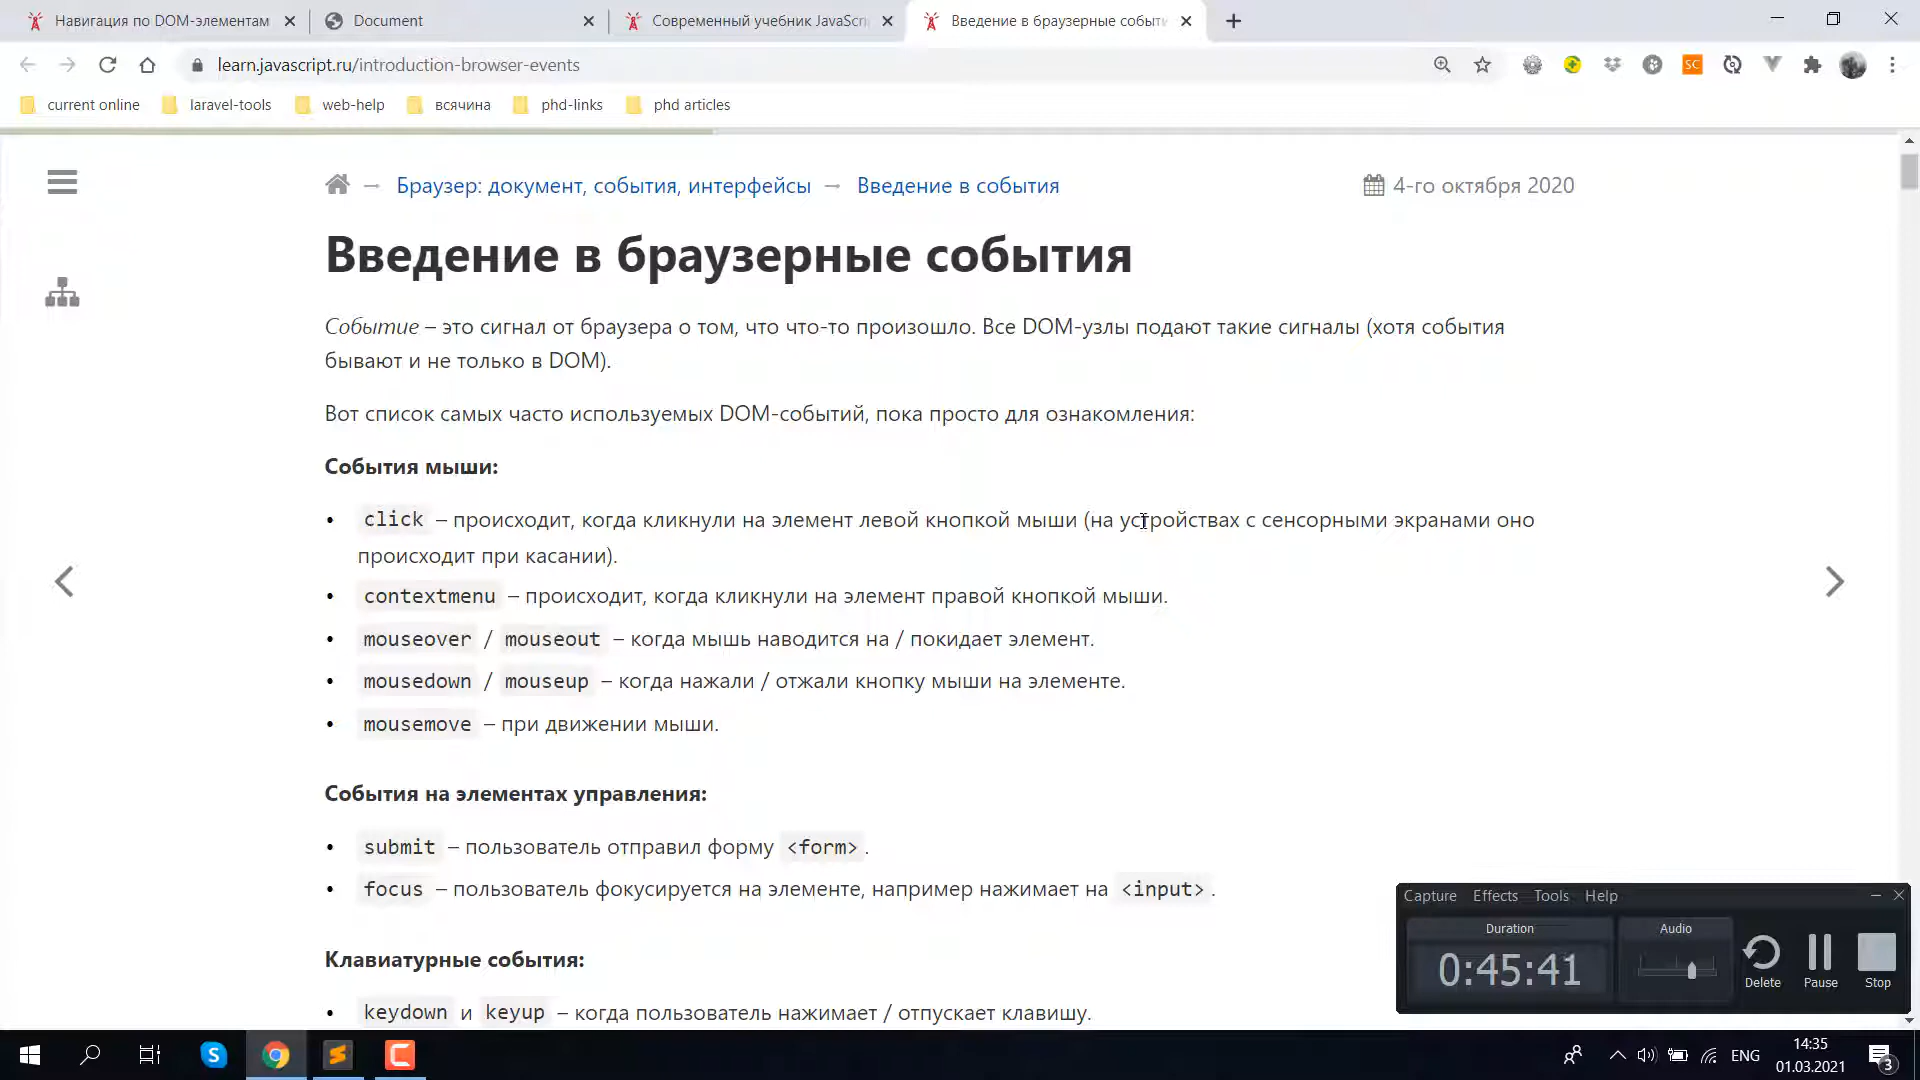 Навигация по DOM-элементам
Document
Современный учебник JavaScri
Введение в браузерные событи
learn.javascript.ru/introduction-browser-events
SC
current online
laravel-tools
web-help
всячина
phd-links
phd articles
→ Браузер: документ, события, интерфейсы → Введение в события
4-го октября 2020
Введение в браузерные события
Событие – это сигнал от браузера о том, что что-то произошло. Все DOM-узлы подают такие сигналы (хотя события
бывают и не только в DOM).
Вот список самых часто используемых DOM-событий, пока просто для ознакомления:
События мыши:
• click – происходит, когда кликнули на элемент левой кнопкой мыши (на устройствах с сенсорными экранами оно
происходит при касании).
• contextmenu – происходит, когда кликнули на элемент правой кнопкой мыши.
• mouseover / mouseout – когда мышь наводится на / покидает элемент.
• mousedown / mouseup – когда нажали / отжали кнопку мыши на элементе.
• mousemove – при движении мыши.
События на элементах управления:
• submit – пользователь отправил форму <form>.
• focus – пользователь фокусируется на элементе, например нажимает на <input>.
Клавиатурные события:
• keydown и keyup – когда пользователь нажимает / отпускает клавишу.
Capture Effects Tools Help
Duration
Audio
0:45:41
Delete
Pause
Stop
ENG
14:35
01.03.2021
3